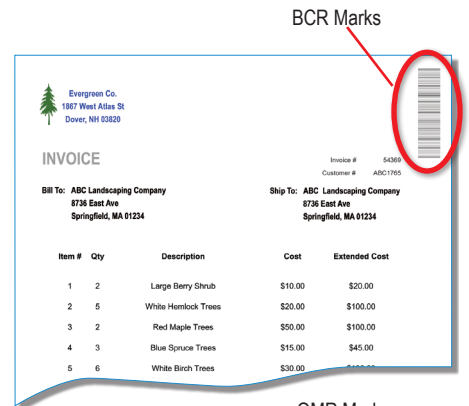 BCR Marks
Evergreen Co.
1867 West Atlas St
Dover, NH 03820
INVOICE
Invoice # 54369
Customer # ABC1765
Bill To: ABC Landscaping Company
8736 East Ave
Springfield, MA 01234
Ship To: ABC Landscaping Company
8736 East Ave
Springfield, MA 01234
Item # Qty Description Cost Extended Cost
1 2 Large Berry Shrub $10.00 $20.00
2 5 White Hemlock Trees $20.00 $100.00
3 2 Red Maple Trees $50.00 $100.00
4 3 Blue Spruce Trees $15.00 $45.00
5 6 White Birch Trees $30.00